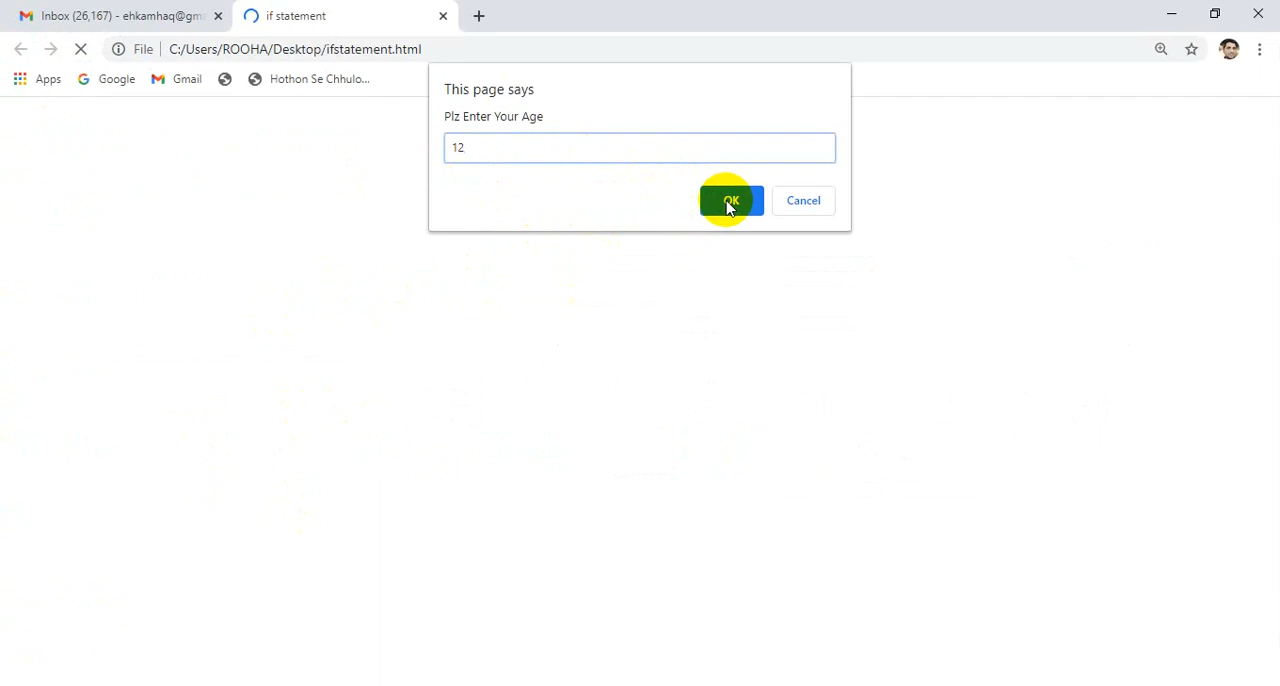 Inbox (26,167) - ehkamhaq@gma
if statement
File
C:/Users/ROOHA/Desktop/ifstatement.html
Apps
Google
Gmail
Hothon Se Chhulo...
This page says
Plz Enter Your Age
12
OK
Cancel